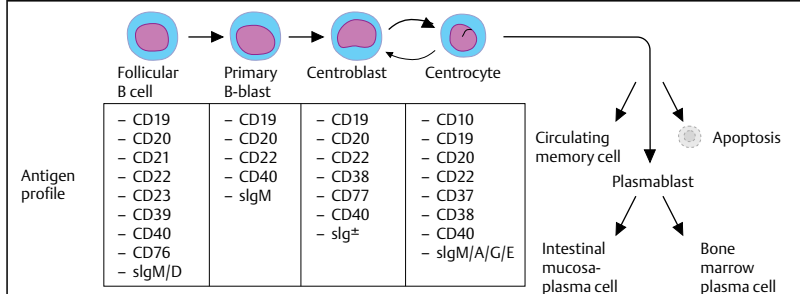 Follicular
B cell
Primary
B-blast
Centroblast
Centrocyte
Antigen
profile
– CD19
– CD20
– CD21
– CD22
– CD23
– CD39
– CD40
– CD76
– sIgM/D
– CD19
– CD20
– CD22
– CD40
– sIgM
– CD19
– CD20
– CD22
– CD38
– CD77
– CD40
– sIg±
– CD10
– CD19
– CD20
– CD22
– CD37
– CD38
– CD40
– sIgM/A/G/E
Circulating
memory cell
Apoptosis
Plasmablast
Intestinal
mucosa-
plasma cell
Bone
marrow
plasma cell